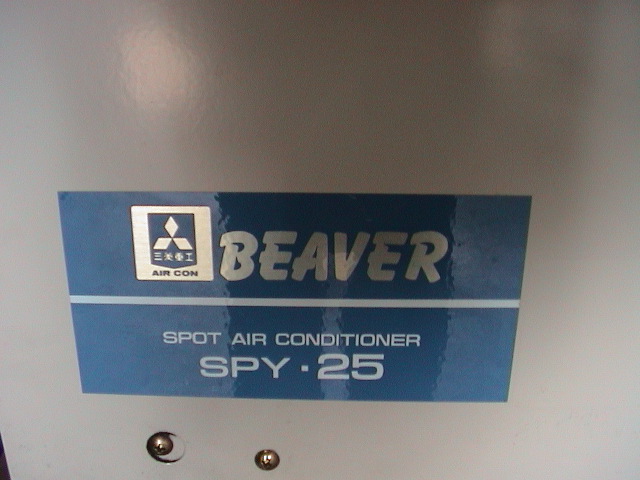 三菱重工
AIR CON
BEAVER
SPOT AIR CONDITIONER
SPY·25